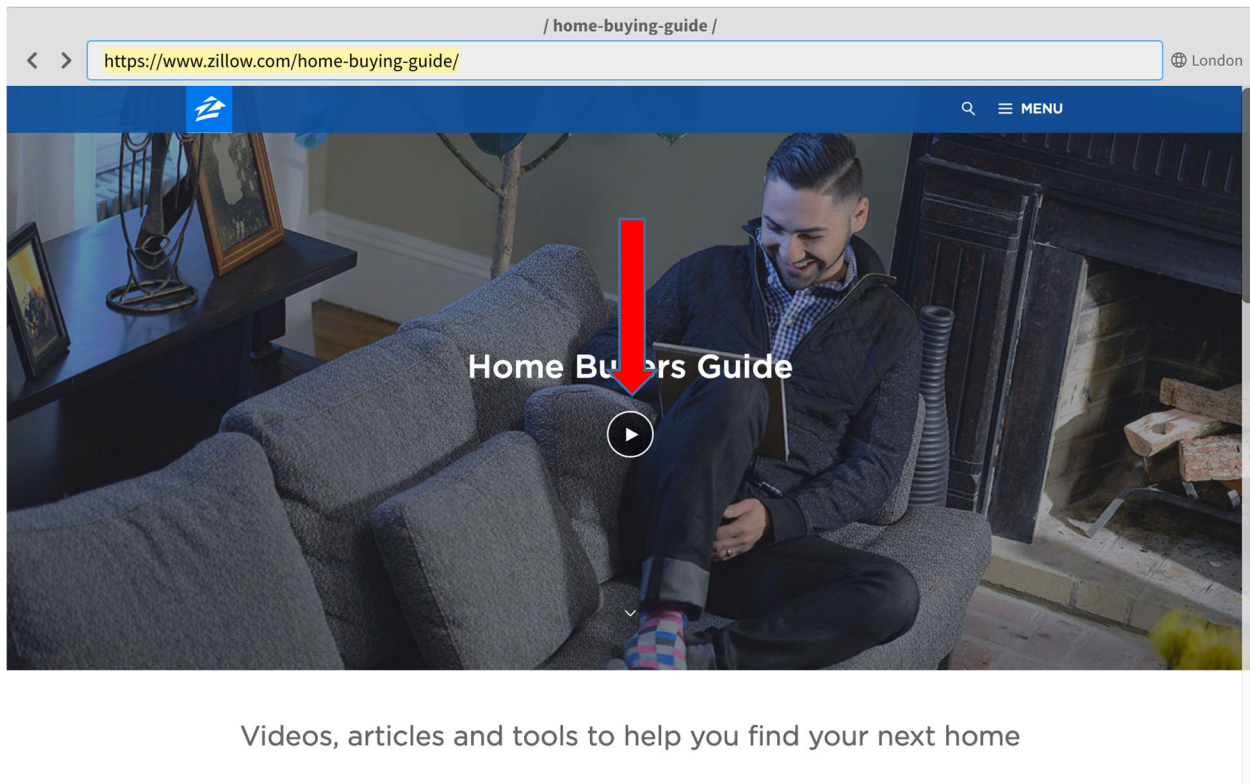 / home-buying-guide /
https://www.zillow.com/home-buying-guide/
London
MENU
Home Buyers Guide
Videos, articles and tools to help you find your next home